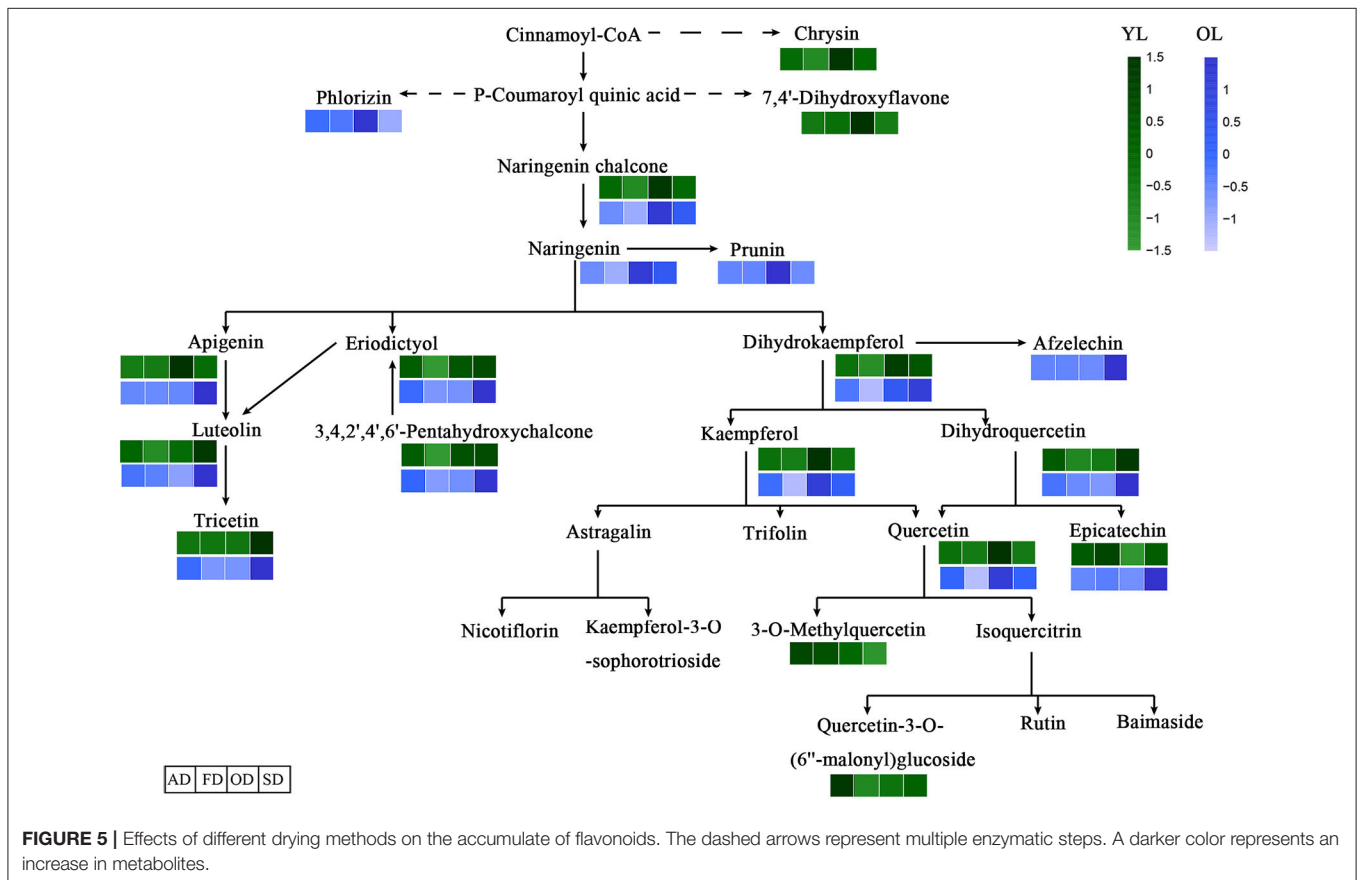 Cinnamoyl-CoA
Chrysin
YL
OL
1.5
1
0.5
0
−0.5
−1
−1.5
1
0.5
0
−0.5
−1
Phlorizin
P-Coumaroyl quinic acid
7,4'-Dihydroxyflavone
Naringenin chalcone
Naringenin
Prunin
Apigenin
Eriodictyol
Dihydrokaempferol
Afzelechin
Luteolin
3,4,2',4',6'-Pentahydroxychalcone
Kaempferol
Dihydroquercetin
Tricetin
Astragalin
Trifolin
Quercetin
Epicatechin
Nicotiflorin
Kaempferol-3-O
-sophorotrioside
3-O-Methylquercetin
Isoquercitrin
Quercetin-3-O-
(6"-malonyl)glucoside
Rutin
Baimaside
AD FD OD SD
FIGURE 5 | Effects of different drying methods on the accumulate of flavonoids. The dashed arrows represent multiple enzymatic steps. A darker color represents an
increase in metabolites.